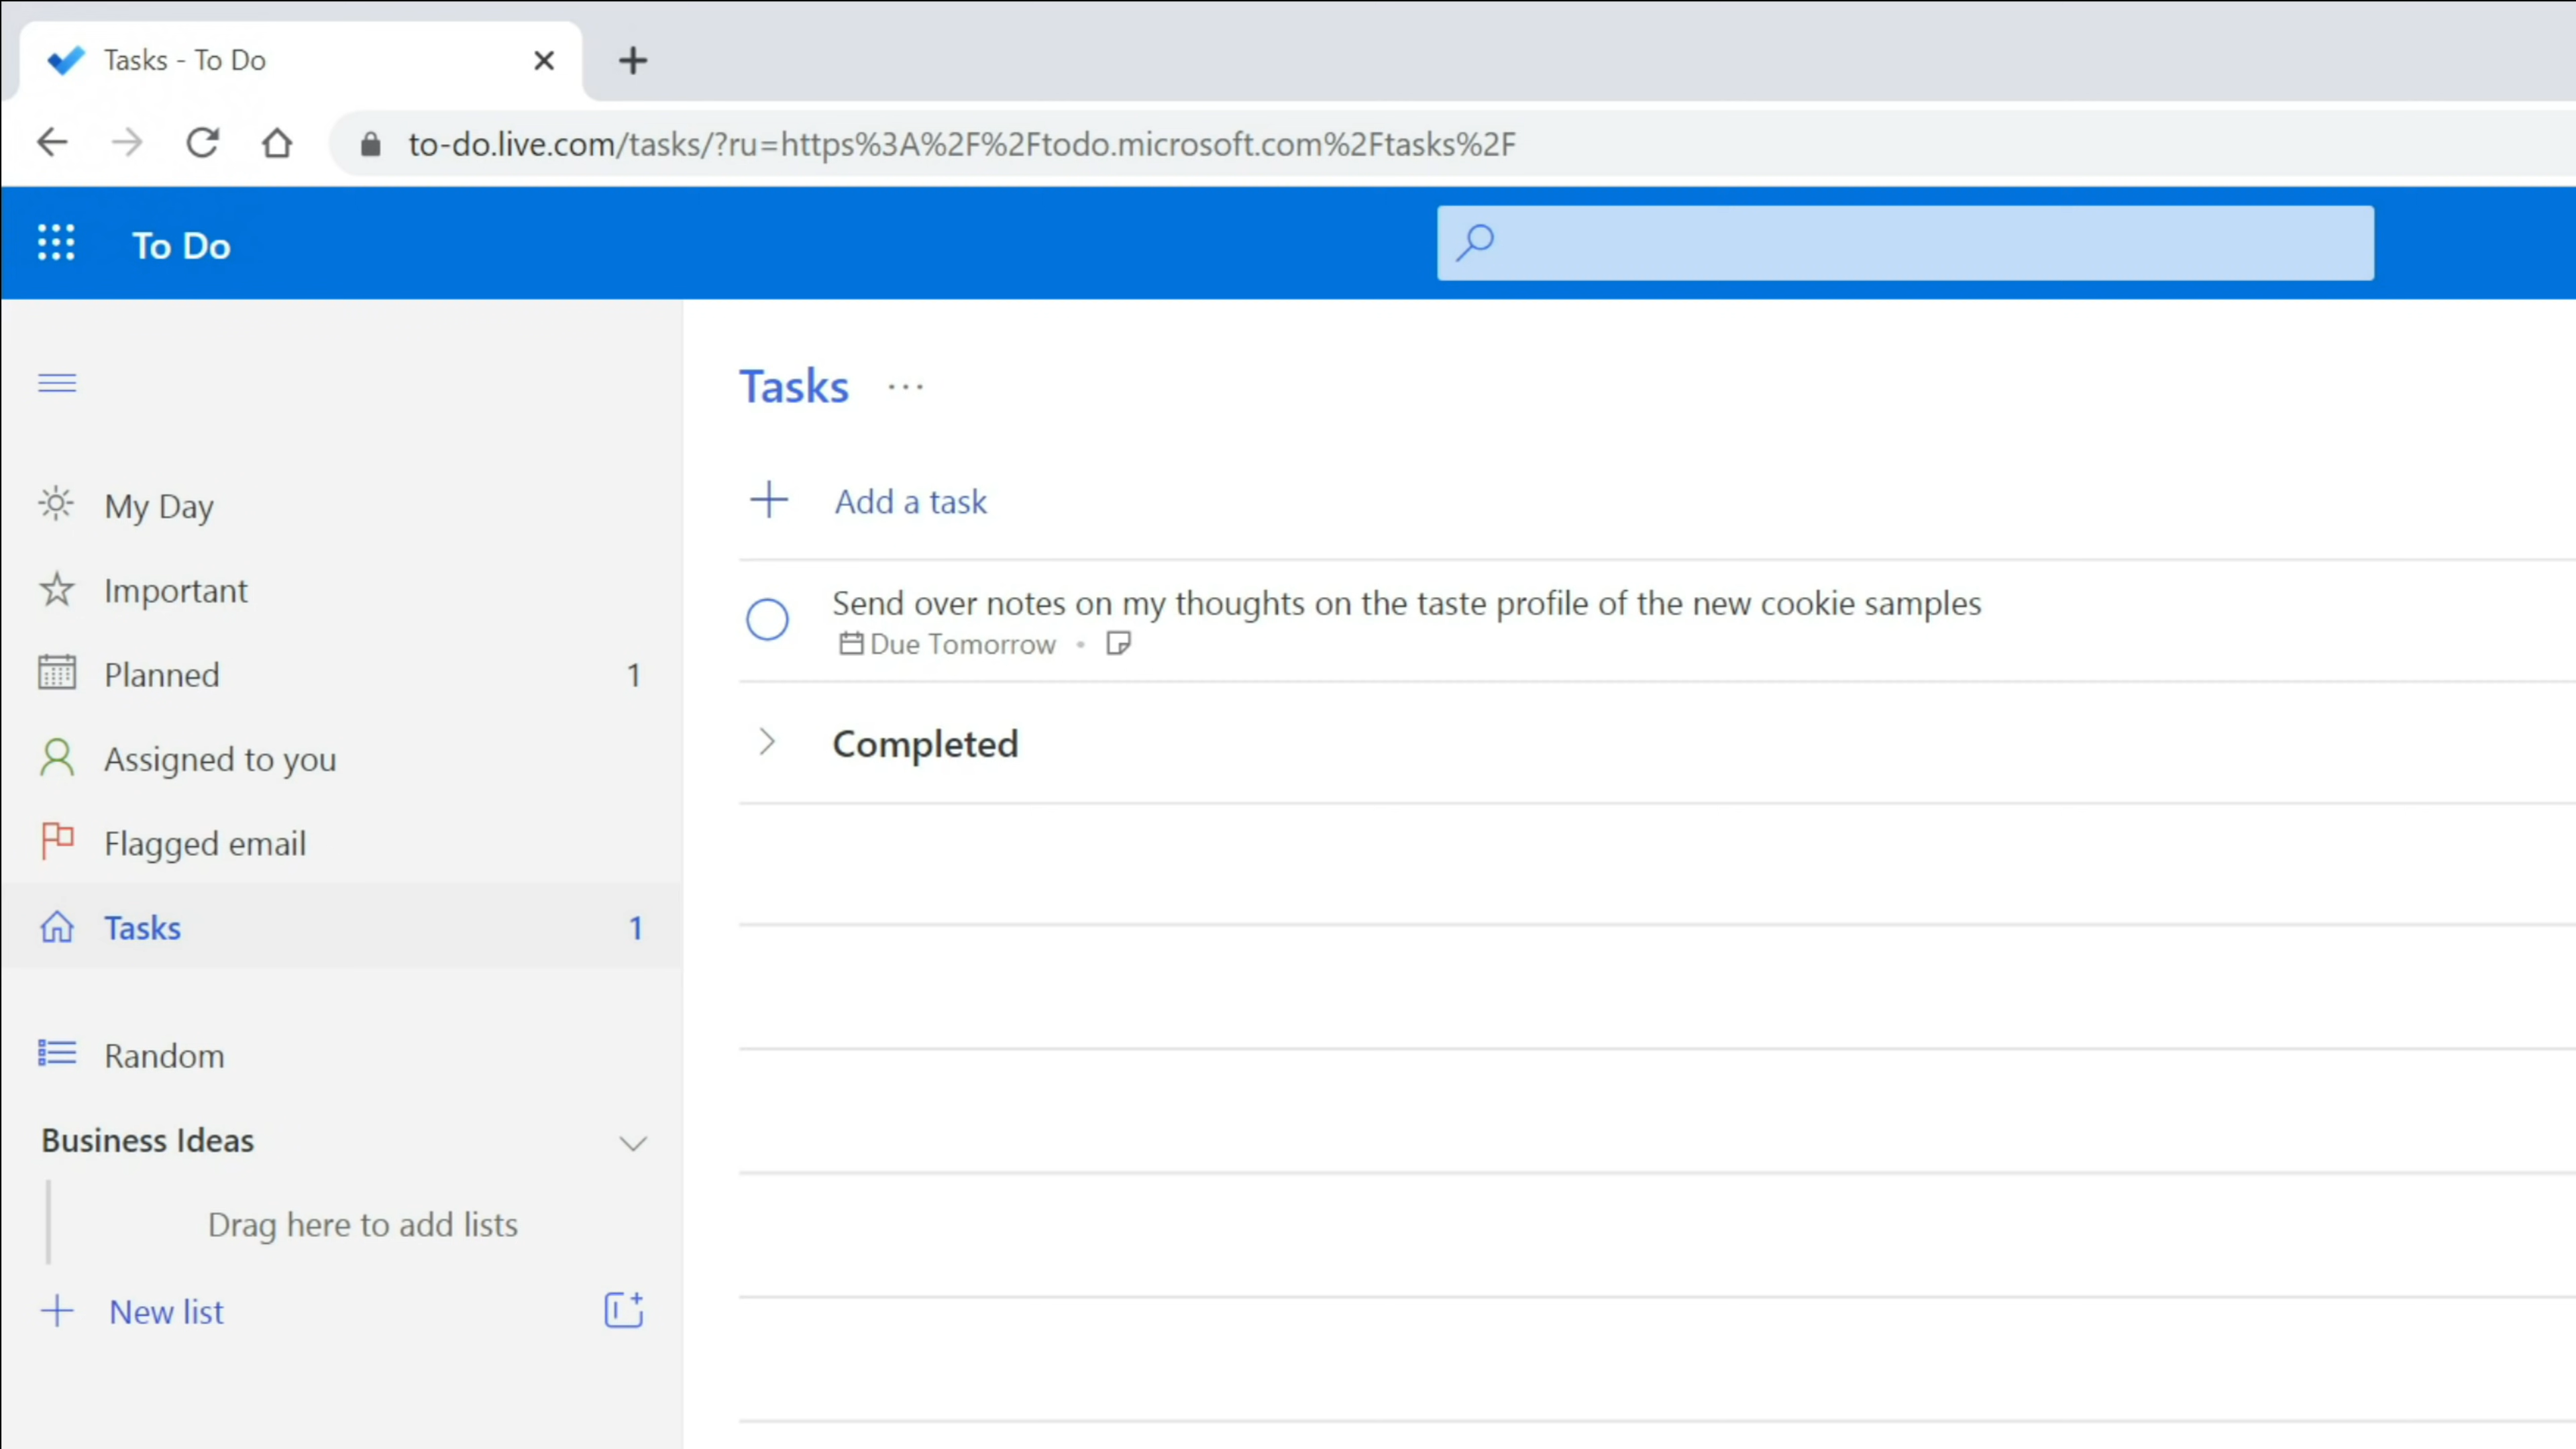 Tasks - To Do
to-do.live.com/tasks/?ru=https%3A%2F%2Ftodo.microsoft.com%2Ftasks%2F
To Do
My Day
Important
Planned 1
Assigned to you
Flagged email
Tasks 1
Random
Business Ideas
Drag here to add lists
New list
Tasks
Add a task
Send over notes on my thoughts on the taste profile of the new cookie samples
Due Tomorrow
Completed